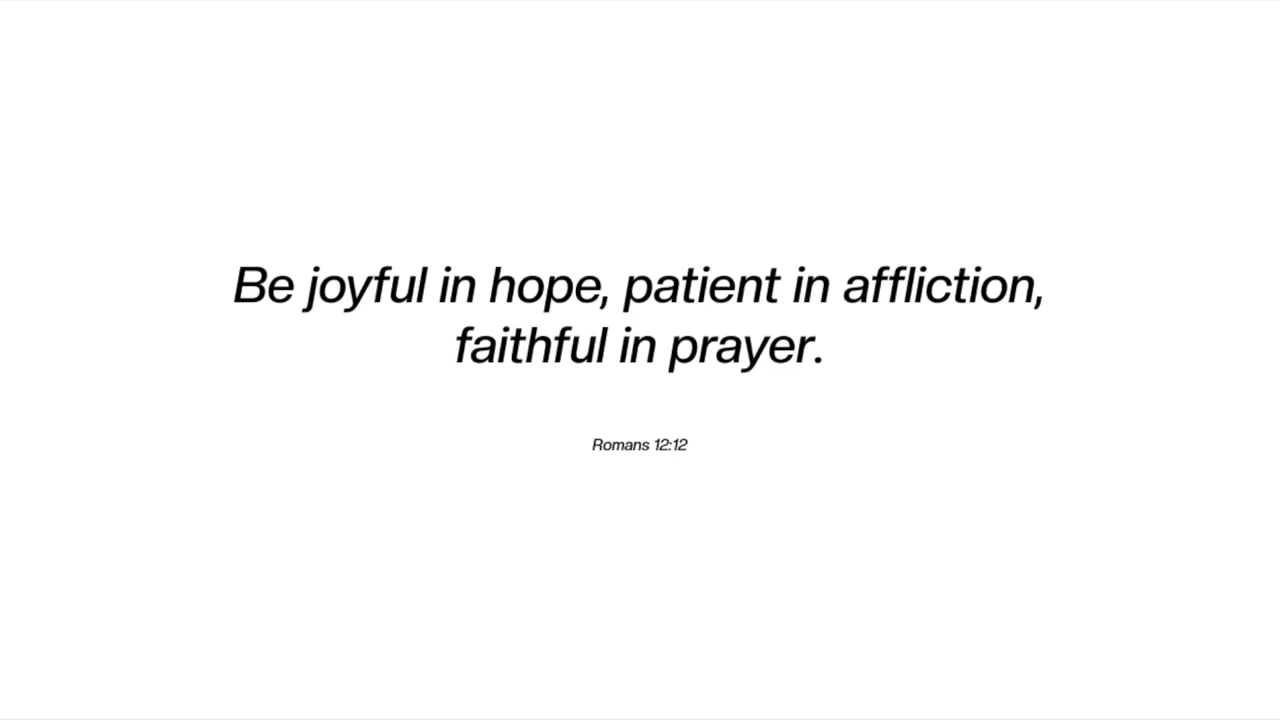 Be joyful in hope, patient in affliction,
faithful in prayer.
Romans 12:12